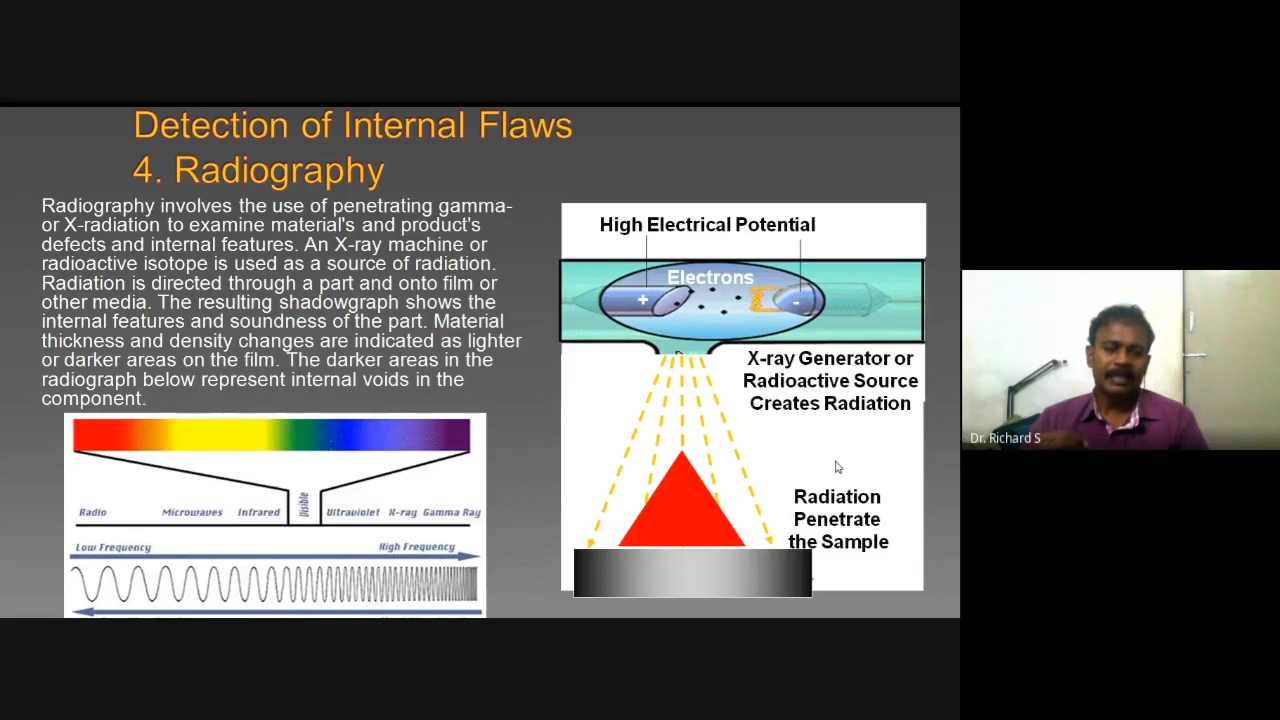 Detection of Internal Flaws
4. Radiography
Radiography involves the use of penetrating gamma-
or X-radiation to examine material's and product's
defects and internal features. An X-ray machine or
radioactive isotope is used as a source of radiation.
Radiation is directed through a part and onto film or
other media. The resulting shadowgraph shows the
internal features and soundness of the part. Material
thickness and density changes are indicated as lighter
or darker areas on the film. The darker areas in the
radiograph below represent internal voids in the
component.
Radio Microwaves Infrared Visible Ultraviolet X-ray Gamma Ray
Low Frequency High Frequency
High Electrical Potential
Electrons
+ -
X-ray Generator or
Radioactive Source
Creates Radiation
Radiation
Penetrate
the Sample
Dr. Richard S